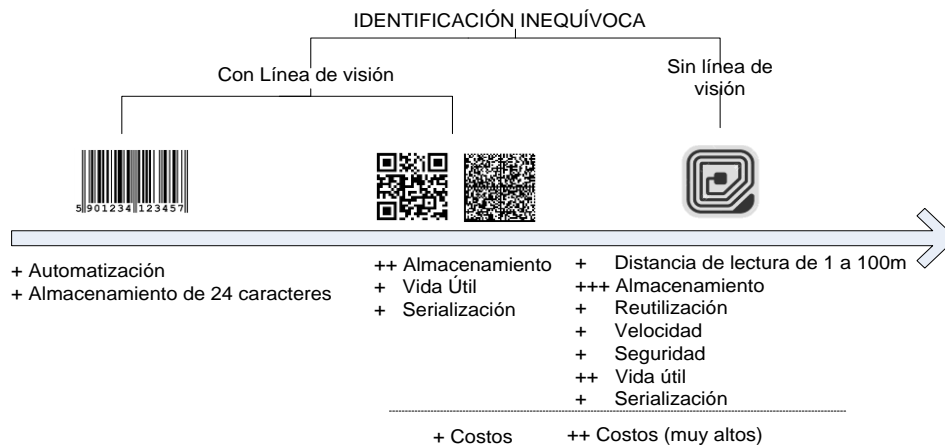 IDENTIFICACIÓN INEQUÍVOCA
Con Línea de visión
Sin línea de
visión
5 901234 123457
+ Automatización
+ Almacenamiento de 24 caracteres
++ Almacenamiento
+ Vida Útil
+ Serialización
+ Distancia de lectura de 1 a 100m
+++ Almacenamiento
+ Reutilización
+ Velocidad
+ Seguridad
++ Vida útil
+ Serialización
+ Costos
++ Costos (muy altos)